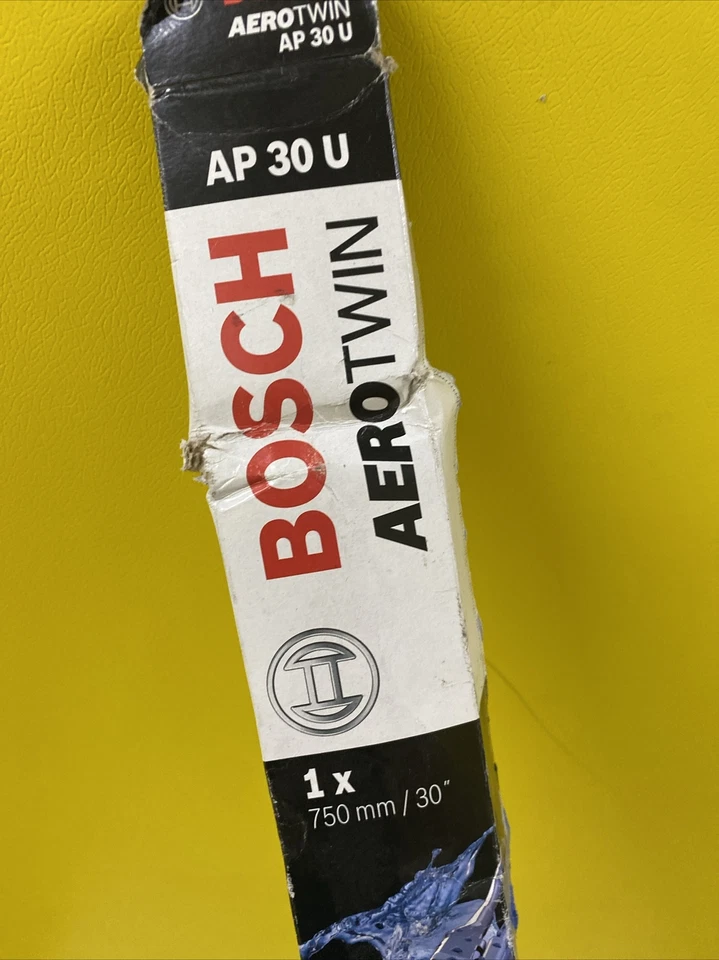 AEROTWIN
AP 30 U
AP 30 U
BOSCH
AEROTWIN
1 x
750 mm / 30″